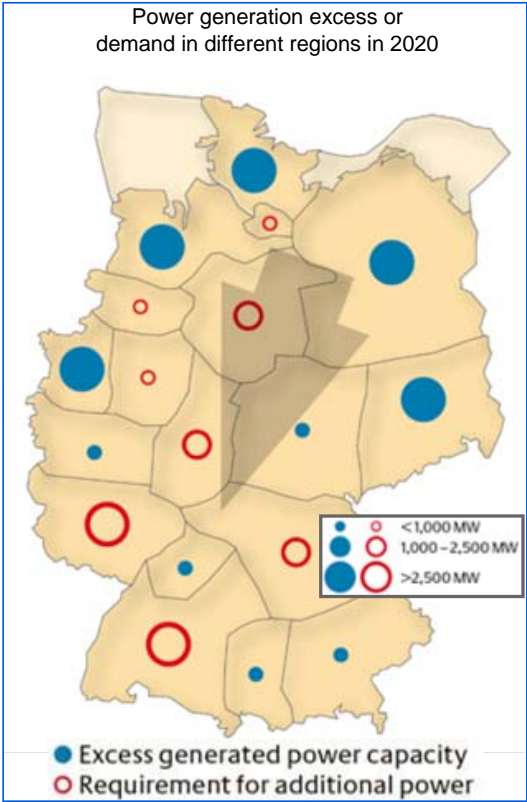 Power generation excess or
demand in different regions in 2020
<1,000 MW
1,000–2,500 MW
>2,500 MW
Excess generated power capacity
Requirement for additional power